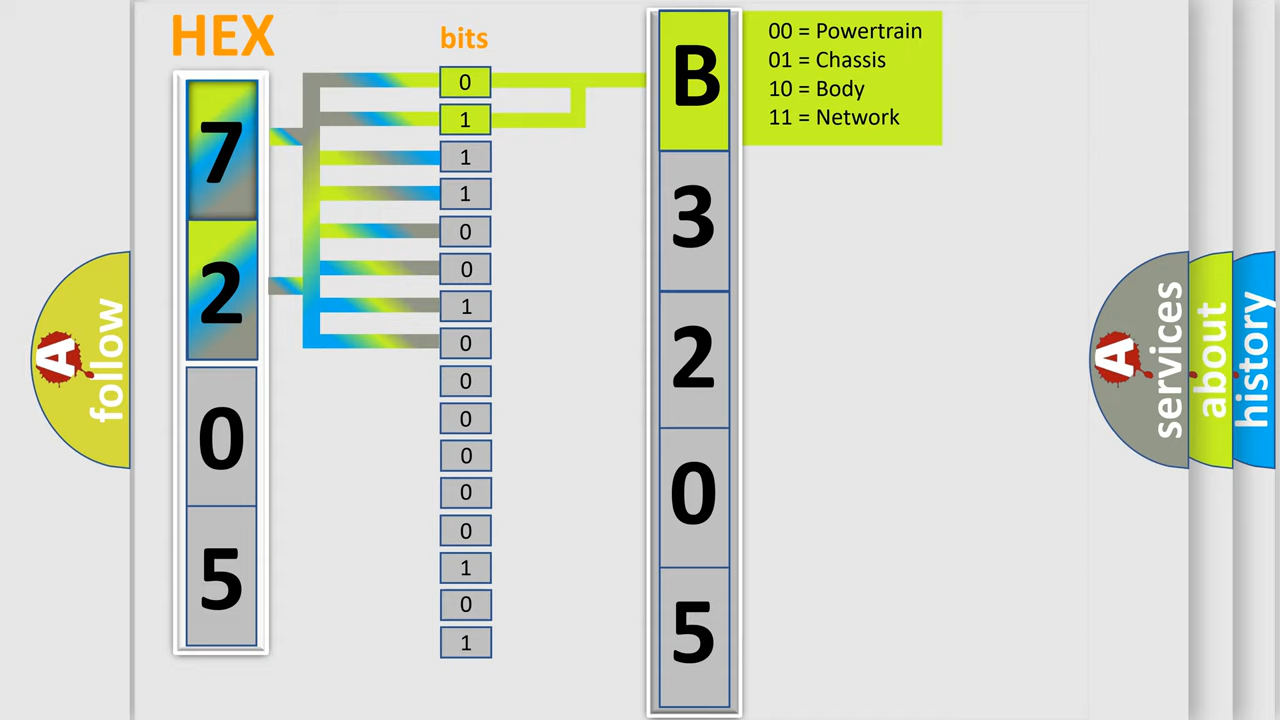 HEX
bits
7
2
0
5
0
1
1
1
0
0
1
0
0
0
0
0
0
1
0
1
B
3
2
0
5
00 = Powertrain
01 = Chassis
10 = Body
11 = Network
A
follow
A
services
about
history